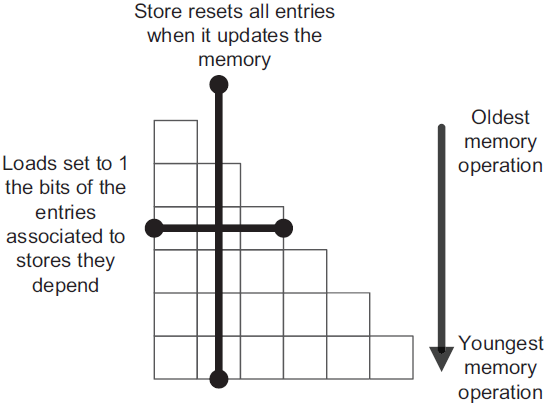 Store resets all entries
when it updates the
memory
Loads set to 1
the bits of the
entries
associated to
stores they
depend
Oldest
memory
operation
Youngest
memory
operation